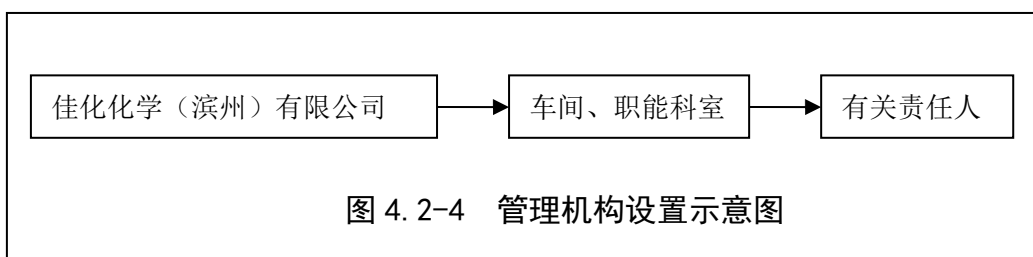 佳化化学（滨州）有限公司
车间、职能科室
有关责任人
图 4.2-4 管理机构设置示意图